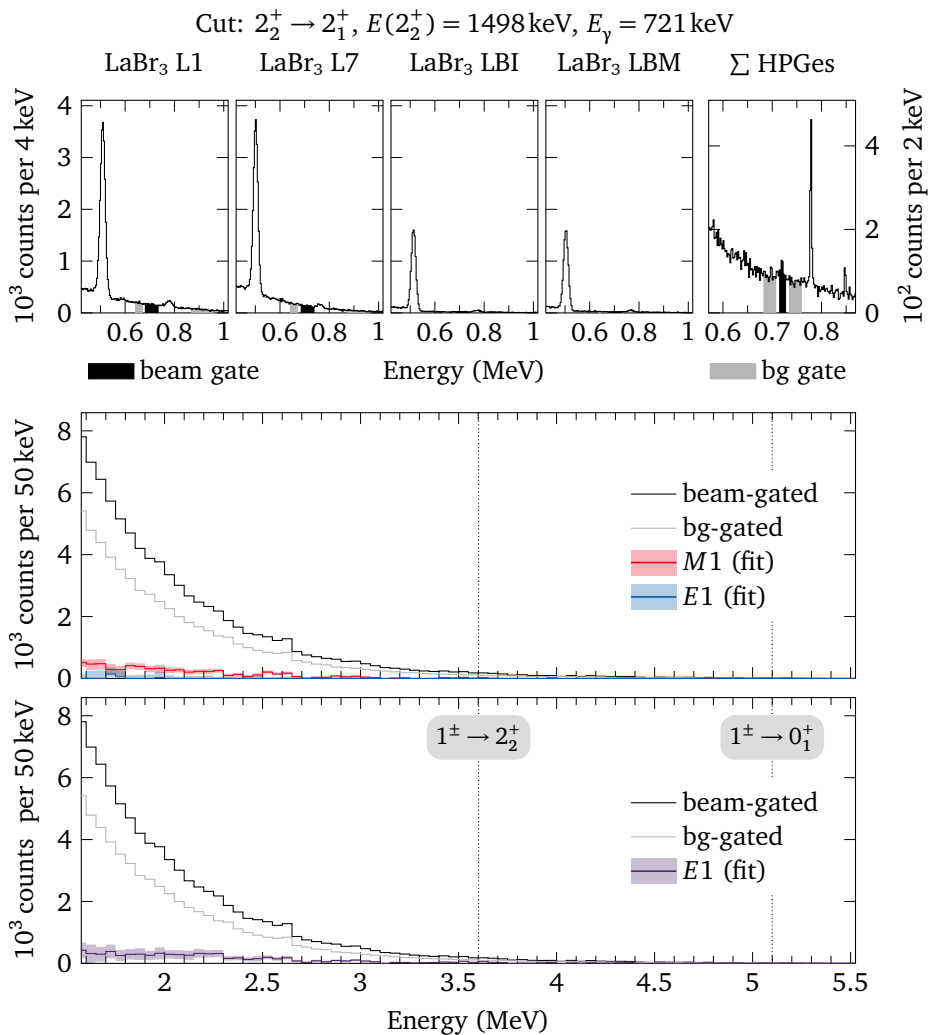 Cut: 2₂⁺ → 2₁⁺, E(2₂⁺) = 1498 keV, Eᵧ = 721 keV
LaBr₃ L1 LaBr₃ L7 LaBr₃ LBI LaBr₃ LBM ∑ HPGes
10³ counts per 4 keV
4
3
2
1
0
0.6 0.8 1 0.6 0.8 1 0.6 0.8 1 0.6 0.8 1 0.6 0.7 0.8
4
2
0
10² counts per 2 keV
beam gate Energy (MeV) bg gate
10³ counts per 50 keV
8
6
4
2
0
beam-gated
bg-gated
M1 (fit)
E1 (fit)
10³ counts per 50 keV
8
6
4
2
0
1± → 2₂⁺ 1± → 0₁⁺
beam-gated
bg-gated
E1 (fit)
2 2.5 3 3.5 4 4.5 5 5.5
Energy (MeV)